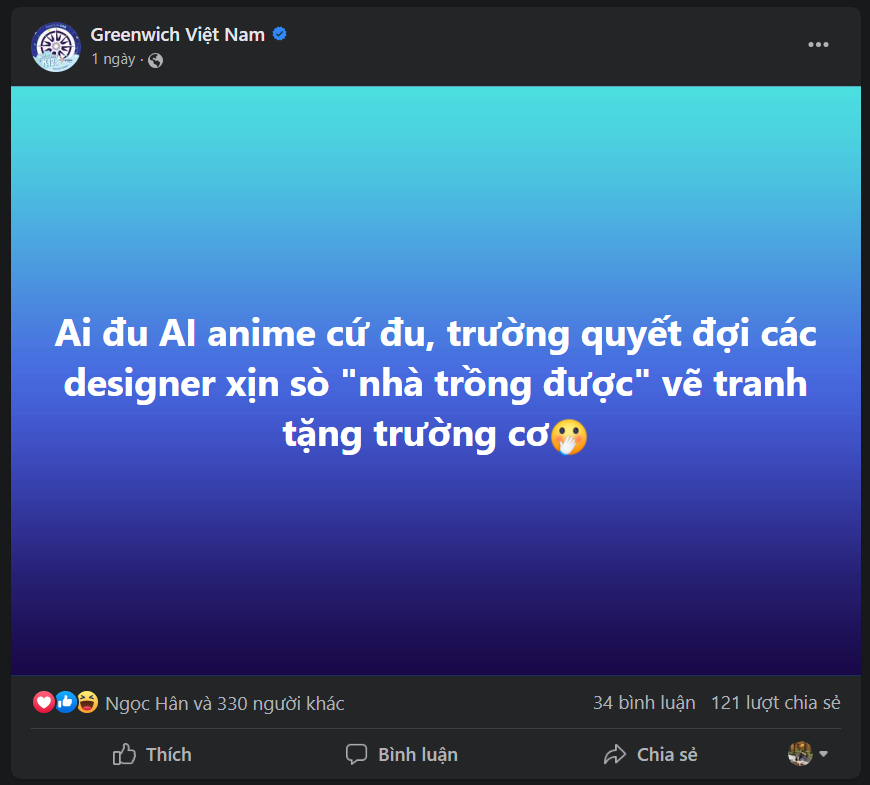 Greenwich Việt Nam
1 ngày ·
Ai đu AI anime cứ đu, trường quyết đợi các
designer xịn sò "nhà trồng được" vẽ tranh
tặng trường cơ🫢
Ngọc Hân và 330 người khác
34 bình luận 121 lượt chia sẻ
Thích Bình luận Chia sẻ